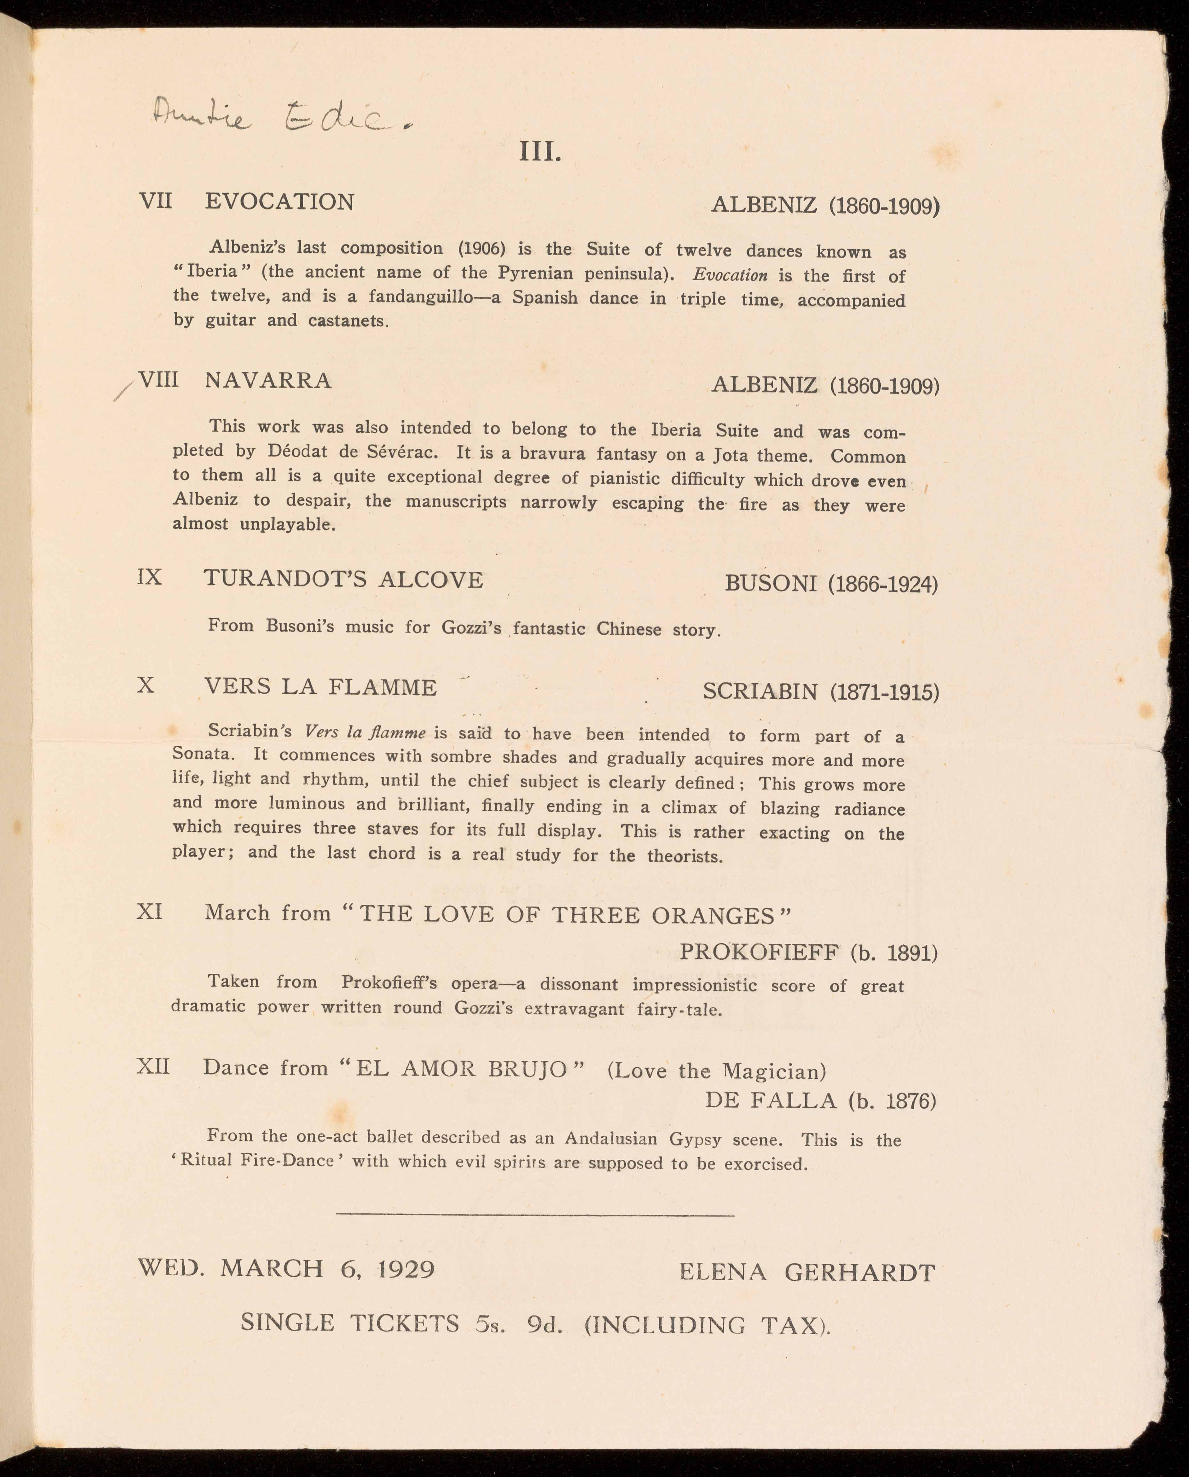 Auntie Edie.
III.
VII EVOCATION ALBENIZ (1860-1909)
Albeniz's last composition (1906) is the Suite of twelve dances known as
“Iberia” (the ancient name of the Pyrenian peninsula). Evocation is the first of
the twelve, and is a fandanguillo—a Spanish dance in triple time, accompanied
by guitar and castanets.
VIII NAVARRA ALBENIZ (1860-1909)
This work was also intended to belong to the Iberia Suite and was com-
pleted by Déodat de Sévérac. It is a bravura fantasy on a Jota theme. Common
to them all is a quite exceptional degree of pianistic difficulty which drove even
Albeniz to despair, the manuscripts narrowly escaping the fire as they were
almost unplayable.
IX TURANDOT'S ALCOVE BUSONI (1866-1924)
From Busoni's music for Gozzi's fantastic Chinese story.
X VERS LA FLAMME SCRIABIN (1871-1915)
Scriabin's Vers la flamme is said to have been intended to form part of a
Sonata. It commences with sombre shades and gradually acquires more and more
life, light and rhythm, until the chief subject is clearly defined; This grows more
and more luminous and brilliant, finally ending in a climax of blazing radiance
which requires three staves for its full display. This is rather exacting on the
player; and the last chord is a real study for the theorists.
XI March from “THE LOVE OF THREE ORANGES”
PROKOFIEFF (b. 1891)
Taken from Prokofieff's opera—a dissonant impressionistic score of great
dramatic power written round Gozzi's extravagant fairy-tale.
XII Dance from “EL AMOR BRUJO” (Love the Magician)
DE FALLA (b. 1876)
From the one-act ballet described as an Andalusian Gypsy scene. This is the
‘Ritual Fire-Dance’ with which evil spirits are supposed to be exorcised.
WED. MARCH 6, 1929 ELENA GERHARDT
SINGLE TICKETS 5s. 9d. (INCLUDING TAX).